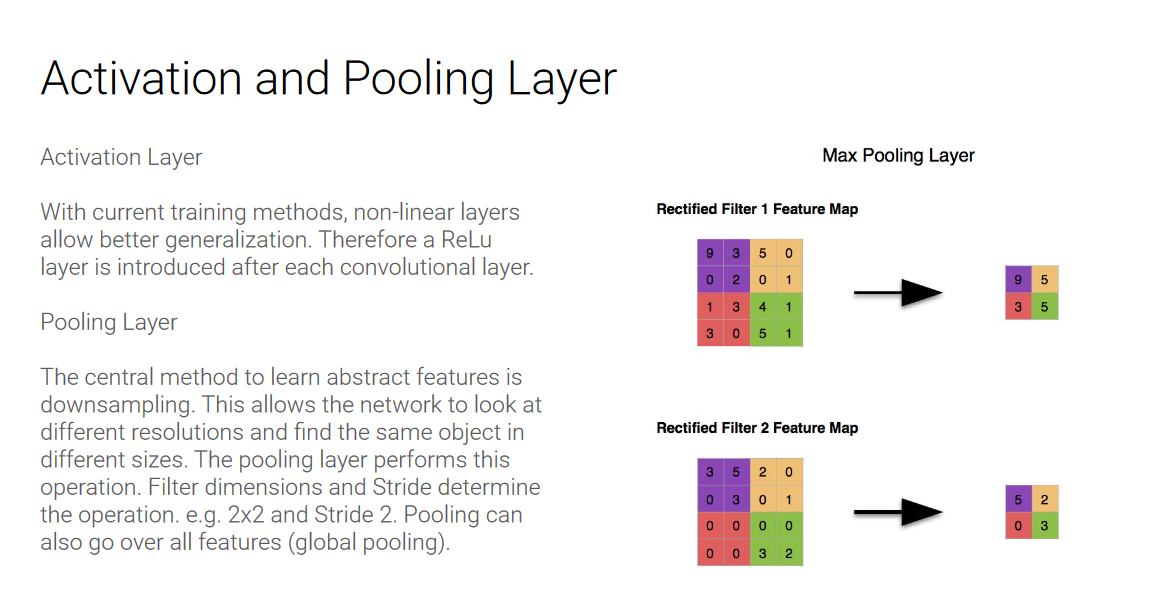 Activation and Pooling Layer
Activation Layer
With current training methods, non-linear layers
allow better generalization. Therefore a ReLu
layer is introduced after each convolutional layer.
Pooling Layer
The central method to learn abstract features is
downsampling. This allows the network to look at
different resolutions and find the same object in
different sizes. The pooling layer performs this
operation. Filter dimensions and Stride determine
the operation. e.g. 2x2 and Stride 2. Pooling can
also go over all features (global pooling).
Max Pooling Layer
Rectified Filter 1 Feature Map
9 3 5 0
0 2 0 1
1 3 4 1
3 0 5 1
9 5
3 5
Rectified Filter 2 Feature Map
3 5 2 0
0 3 0 1
0 0 0 0
0 0 3 2
5 2
0 3